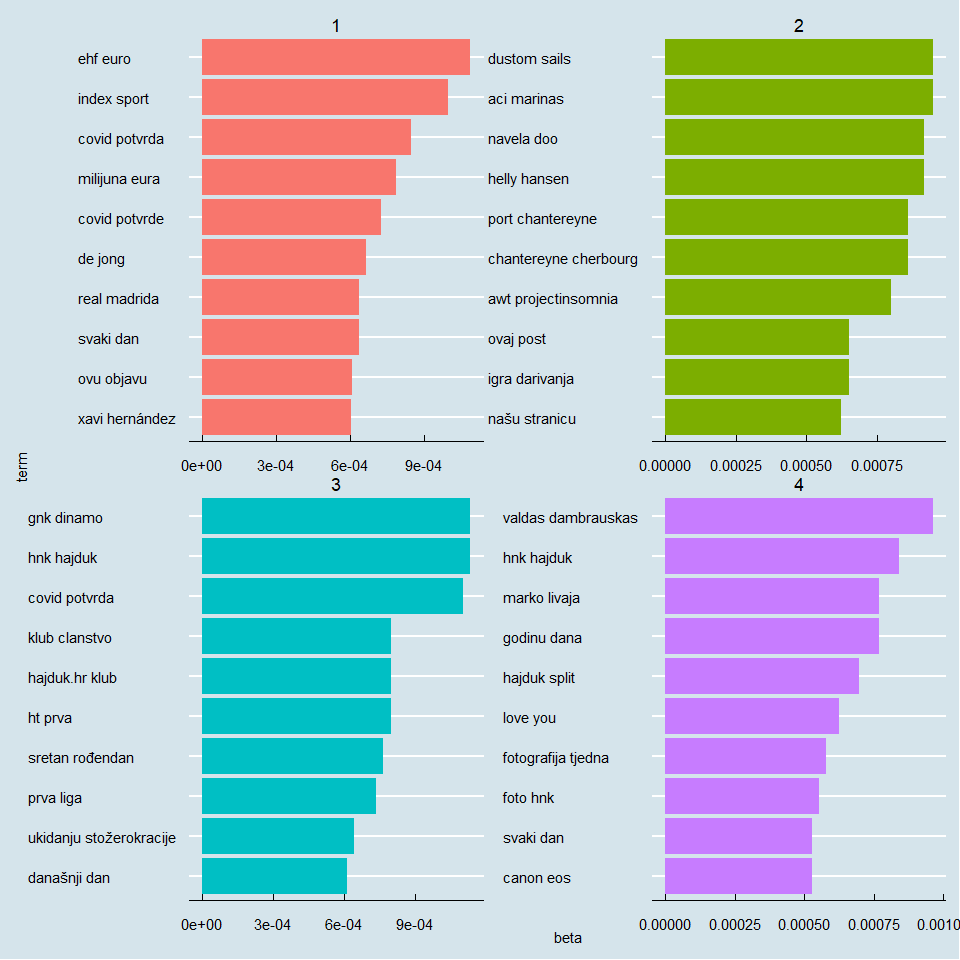 1
ehf euro
index sport
covid potvrda
milijuna eura
covid potvrde
de jong
real madrida
svaki dan
ovu objavu
xavi hernández
0e+00 3e-04 6e-04 9e-04
2
dustom sails
aci marinas
navela doo
helly hansen
port chantereyne
chantereyne cherbourg
awt projectinsomnia
ovaj post
igra darivanja
našu stranicu
0.00000 0.00025 0.00050 0.00075
term
3
gnk dinamo
hnk hajduk
covid potvrda
klub clanstvo
hajduk.hr klub
ht prva
sretan rođendan
prva liga
ukidanju stožerokracije
današnji dan
0e+00 3e-04 6e-04 9e-04
4
valdas dambrauskas
hnk hajduk
marko livaja
godinu dana
hajduk split
love you
fotografija tjedna
foto hnk
svaki dan
canon eos
0.00000 0.00025 0.00050 0.00075 0.0010
beta